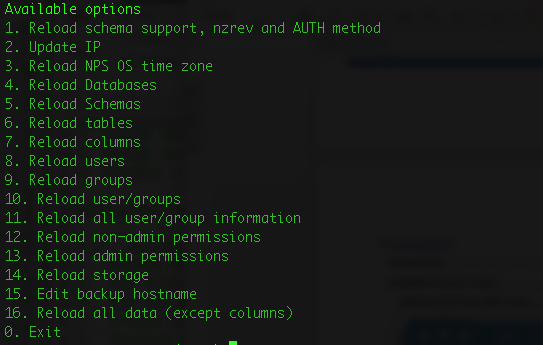 Available options
1. Reload schema support, nzrev and AUTH method
2. Update IP
3. Reload NPS OS time zone
4. Reload Databases
5. Reload Schemas
6. Reload tables
7. Reload columns
8. Reload users
9. Reload groups
10. Reload user/groups
11. Reload all user/group information
12. Reload non-admin permissions
13. Reload admin permissions
14. Reload storage
15. Edit backup hostname
16. Reload all data (except columns)
0. Exit